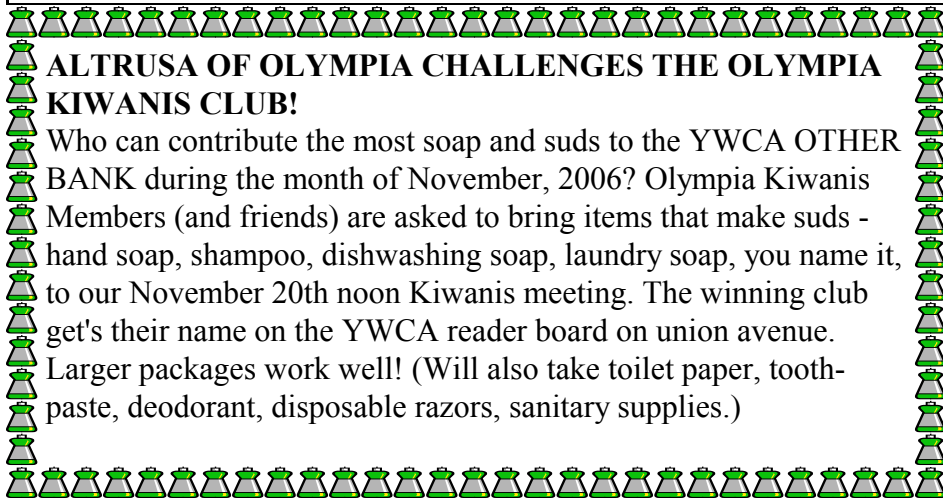 ALTRUSA OF OLYMPIA CHALLENGES THE OLYMPIA
KIWANIS CLUB!
Who can contribute the most soap and suds to the YWCA OTHER
BANK during the month of November, 2006? Olympia Kiwanis
Members (and friends) are asked to bring items that make suds -
hand soap, shampoo, dishwashing soap, laundry soap, you name it,
to our November 20th noon Kiwanis meeting. The winning club
get's their name on the YWCA reader board on union avenue.
Larger packages work well! (Will also take toilet paper, tooth-
paste, deodorant, disposable razors, sanitary supplies.)